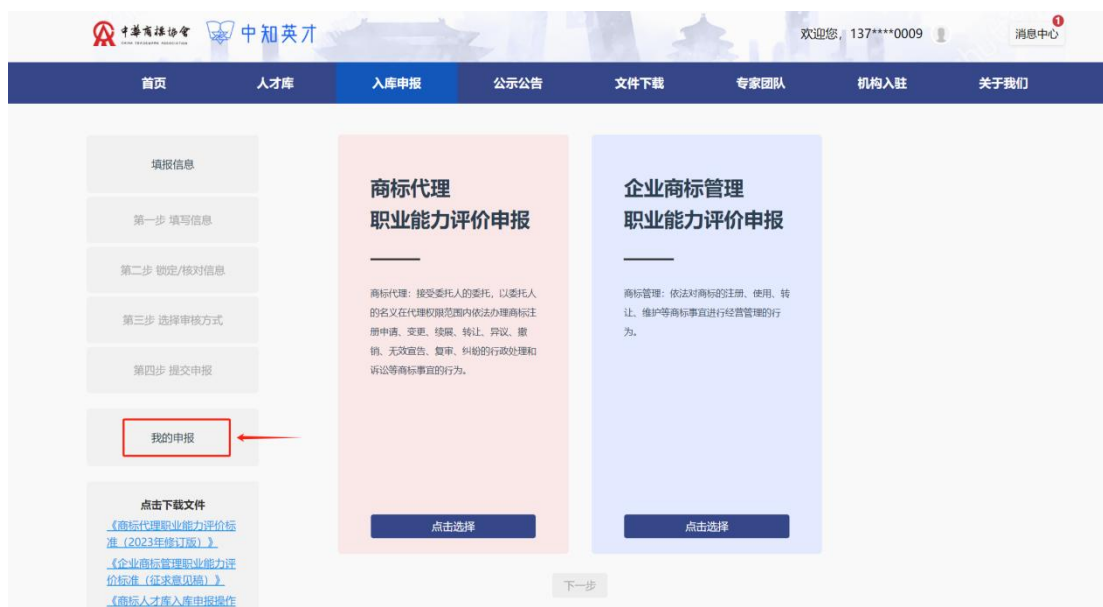 中华商标协会
CHINA TRADEMARK ASSOCIATION
中知英才
欢迎您，137****0009
消息中心
1
首页
人才库
入库申报
公示公告
文件下载
专家团队
机构入驻
关于我们
填报信息
第一步 填写信息
第二步 锁定/核对信息
第三步 选择审核方式
第四步 提交申报
我的申报
点击下载文件
《商标代理职业能力评价标
准（2023年修订版）》
《企业商标管理职业能力评
价标准（征求意见稿）》
《商标人才库入库申报操作
商标代理
职业能力评价申报
商标代理：接受委托人的委托，以委托人
的名义在代理权限范围内依法办理商标注
册申请、变更、续展、转让、异议、撤
销、无效宣告、复审、纠纷的行政处理和
诉讼等商标事宜的行为。
点击选择
企业商标管理
职业能力评价申报
商标管理：依法对商标的注册、使用、转
让、维护等商标事宜进行经营管理的行
为。
点击选择
下一步